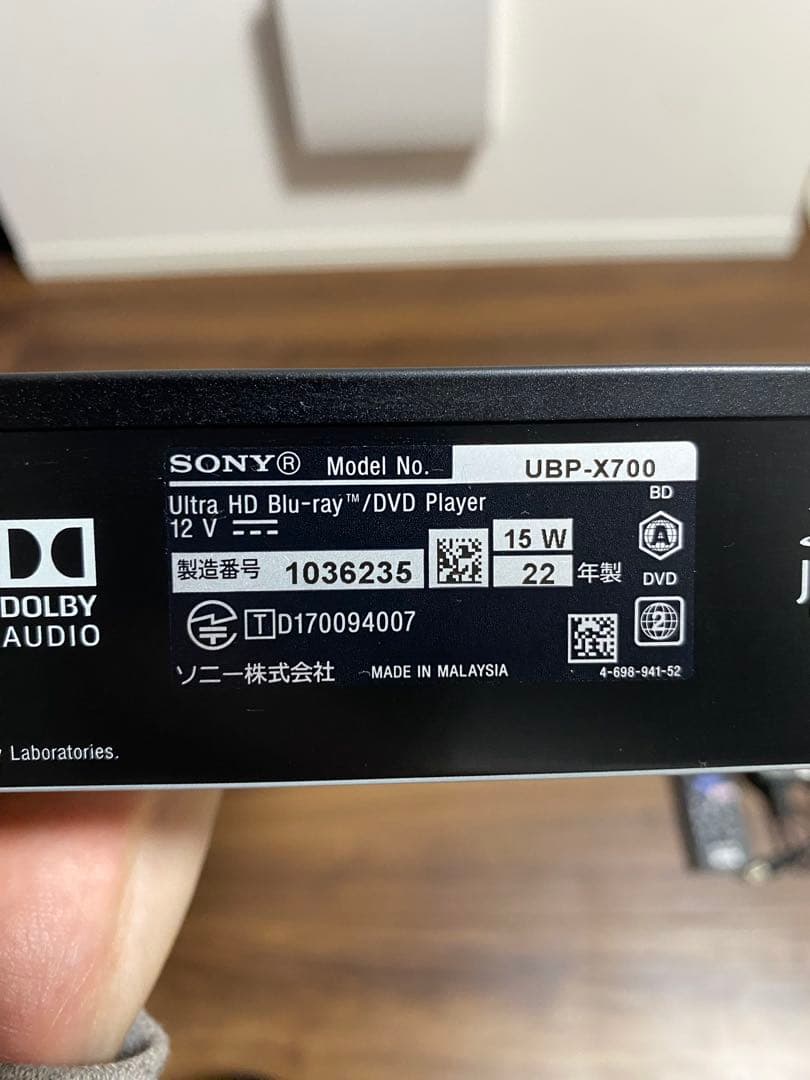 SONY® Model No. UBP-X700
Ultra HD Blu-ray™/DVD Player
12 V
15 W
製造番号 1036235
22 年製
BD
A
DVD
2
T D170094007
ソニー株式会社 MADE IN MALAYSIA
4-698-941-52
DOLBY
AUDIO
Laboratories.